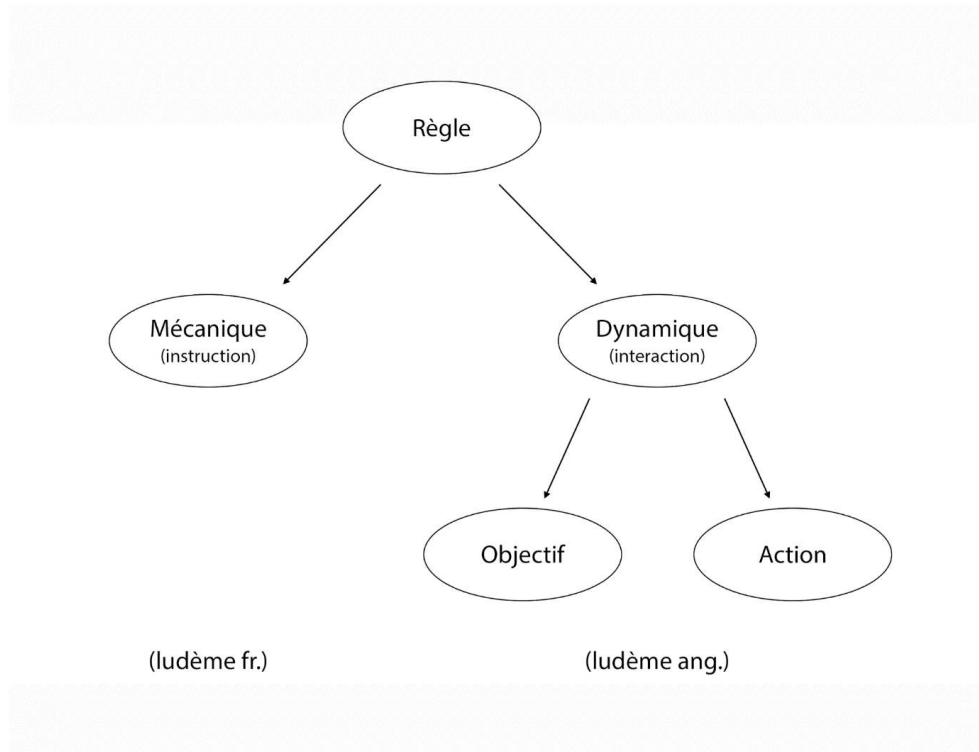 Règle
Mécanique
(instruction)
Dynamique
(interaction)
Objectif
Action
(ludème fr.)
(ludème ang.)